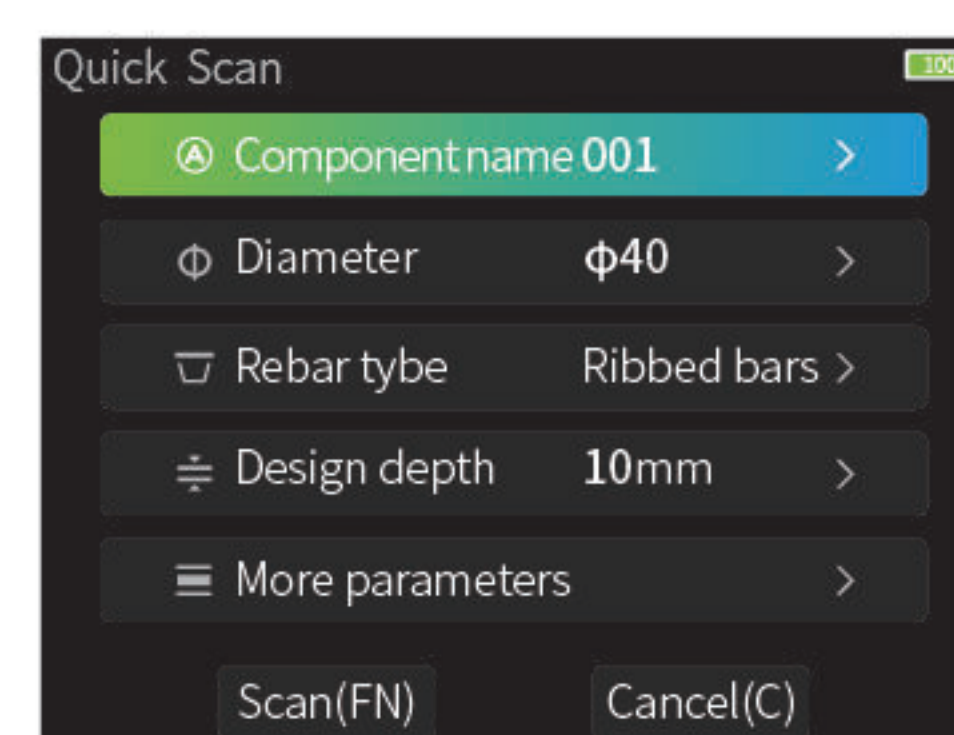 Quick Scan 100
Ⓐ Component name 001 >
Φ Diameter ф40 >
Rebar tybe Ribbed bars >
Design depth 10mm >
More parameters >
Scan(FN) Cancel(C)